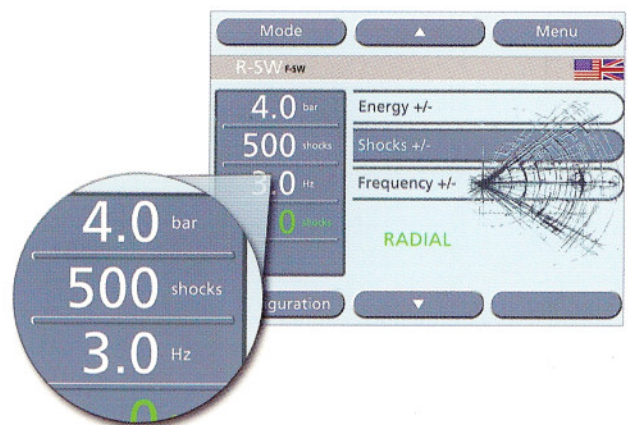 Mode Menu
R-SW F-SW
4.0 bar Energy +/-
500 shocks Shocks +/-
3.0 Hz Frequency +/-
0 shocks
RADIAL
guration
4.0 bar
500 shocks
3.0 Hz
0